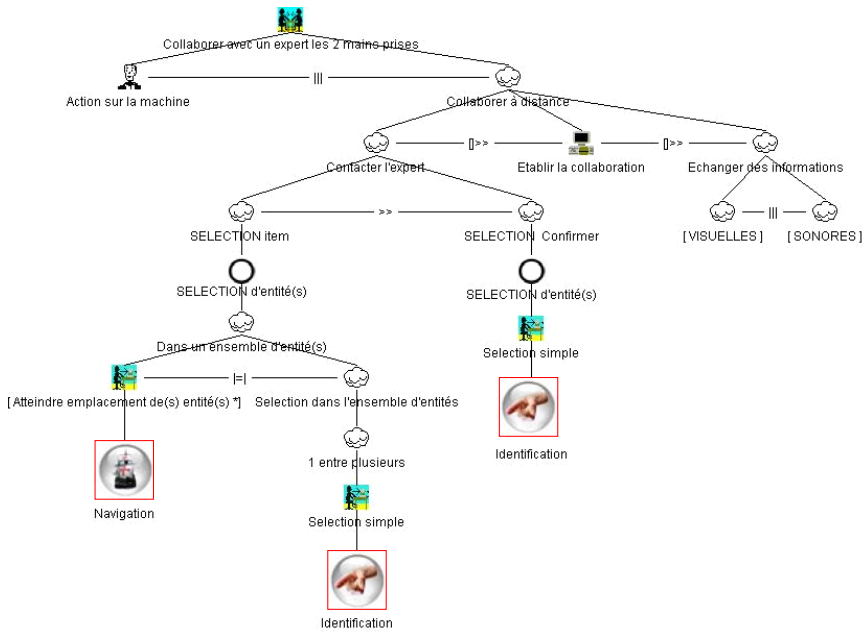 Collaborer avec un expert les 2 mains prises
|||
Action sur la machine
Collaborer à distance
[]>>
[]>>
Contacter l'expert
Etablir la collaboration
Echanger des informations
>>
|||
SELECTION item
SELECTION Confirmer
[ VISUELLES ]
[ SONORES ]
SELECTION d'entité(s)
SELECTION d'entité(s)
Dans un ensemble d'entité(s)
Selection simple
|=|
[ Atteindre emplacement de(s) entité(s) *]
Selection dans l'ensemble d'entités
Identification
1 entre plusieurs
Navigation
Selection simple
Identification